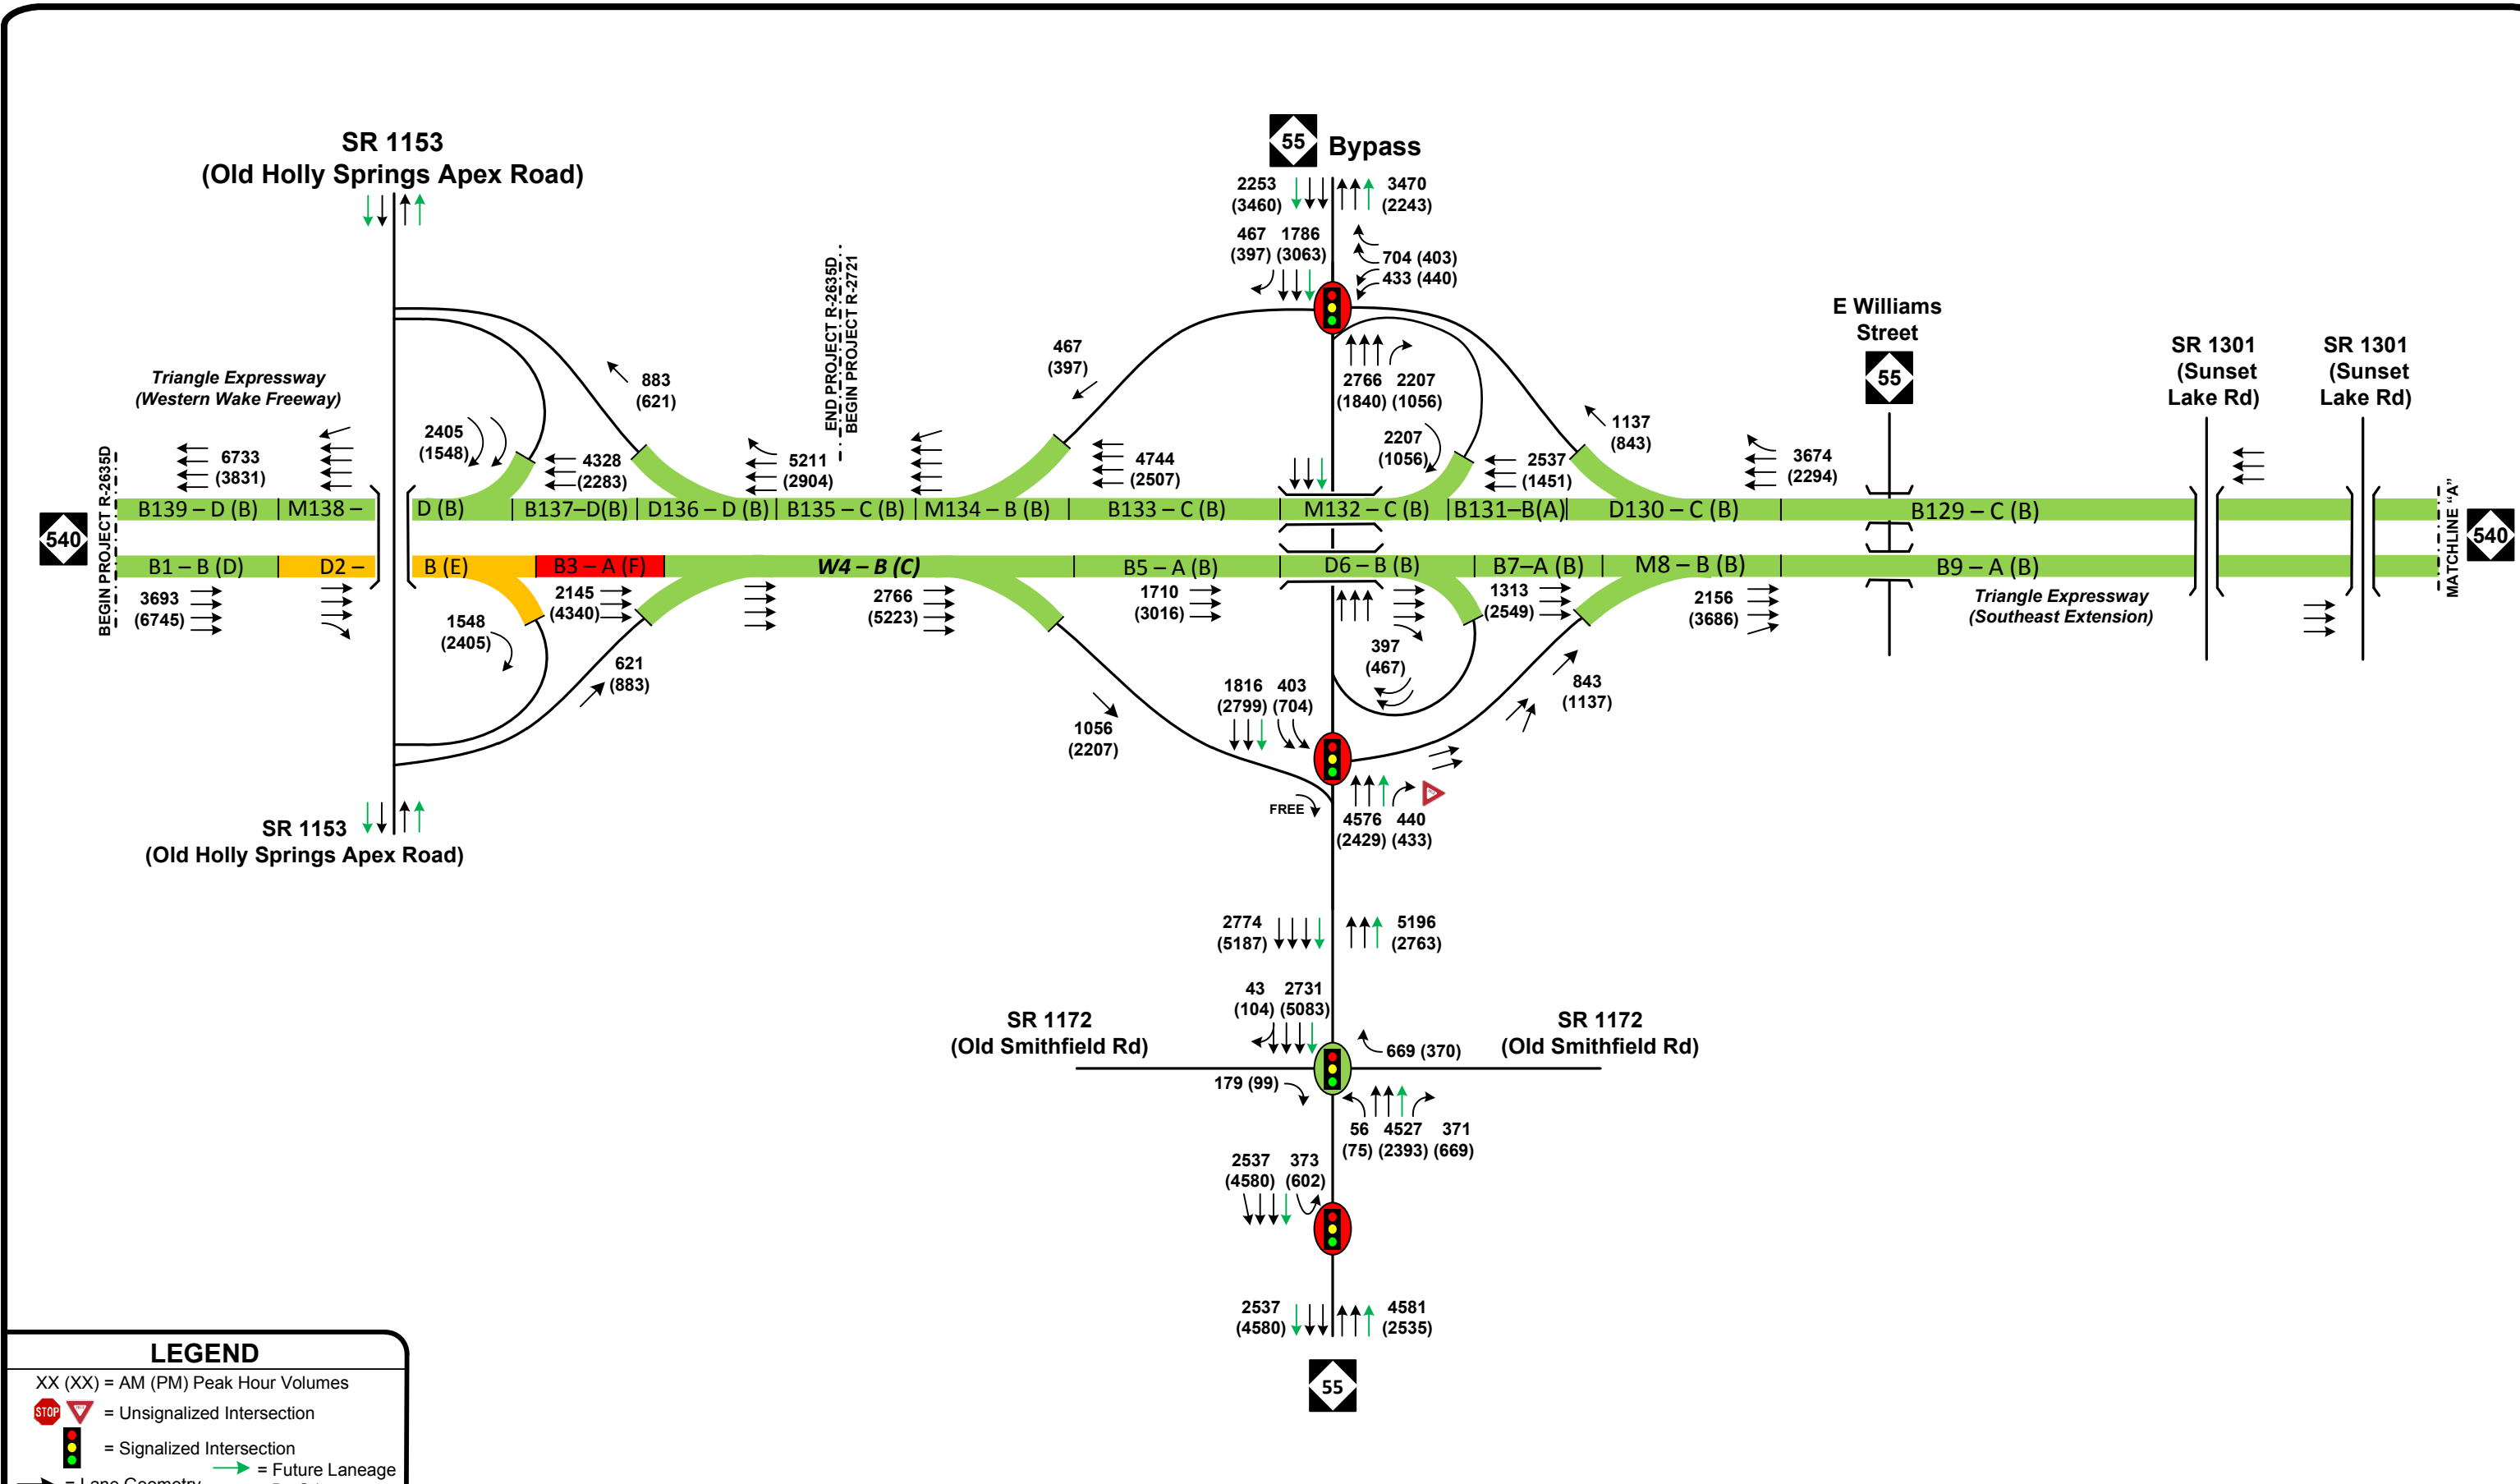 SR 1153
(Old Holly Springs Apex Road)
55 Bypass
2253 3470
(3460) (2243)
467 1786
(397) (3063)
704 (403)
433 (440)
END PROJECT R-2635D
BEGIN PROJECT R-2721
E Williams
Street
55
SR 1301
(Sunset
Lake Rd)
SR 1301
(Sunset
Lake Rd)
Triangle Expressway
(Western Wake Freeway)
883
(621)
467
(397)
2766 2207
(1840) (1056)
1137
(843)
2405
(1548)
2207
(1056)
BEGIN PROJECT R-2635D
6733
(3831)
4328
(2283)
5211
(2904)
4744
(2507)
2537
(1451)
3674
(2294)
MATCHLINE "A"
B139 – D (B) M138 – D (B) B137–D(B) D136 – D (B) B135 – C (B) M134 – B (B) B133 – C (B) M132 – C (B) B131–B(A) D130 – C (B) B129 – C (B)
540
540
B1 – B (D) D2 – B (E) B3 – A (F) W4 – B (C) B5 – A (B) D6 – B (B) B7–A (B) M8 – B (B) B9 – A (B)
3693
(6745)
1548
(2405)
2145
(4340)
2766
(5223)
1710
(3016)
1313
(2549)
2156
(3686)
Triangle Expressway
(Southeast Extension)
621
(883)
397
(467)
843
(1137)
1056
(2207)
1816 403
(2799) (704)
FREE
4576 440
(2429) (433)
SR 1153
(Old Holly Springs Apex Road)
2774 5196
(5187) (2763)
43 2731
(104) (5083)
SR 1172
(Old Smithfield Rd)
SR 1172
(Old Smithfield Rd)
669 (370)
179 (99)
56 4527 371
(75) (2393) (669)
2537 373
(4580) (602)
2537 4581
(4580) (2535)
55
LEGEND
XX (XX) = AM (PM) Peak Hour Volumes
STOP = Unsignalized Intersection
= Signalized Intersection
= Future Laneage
= Lane Geometry